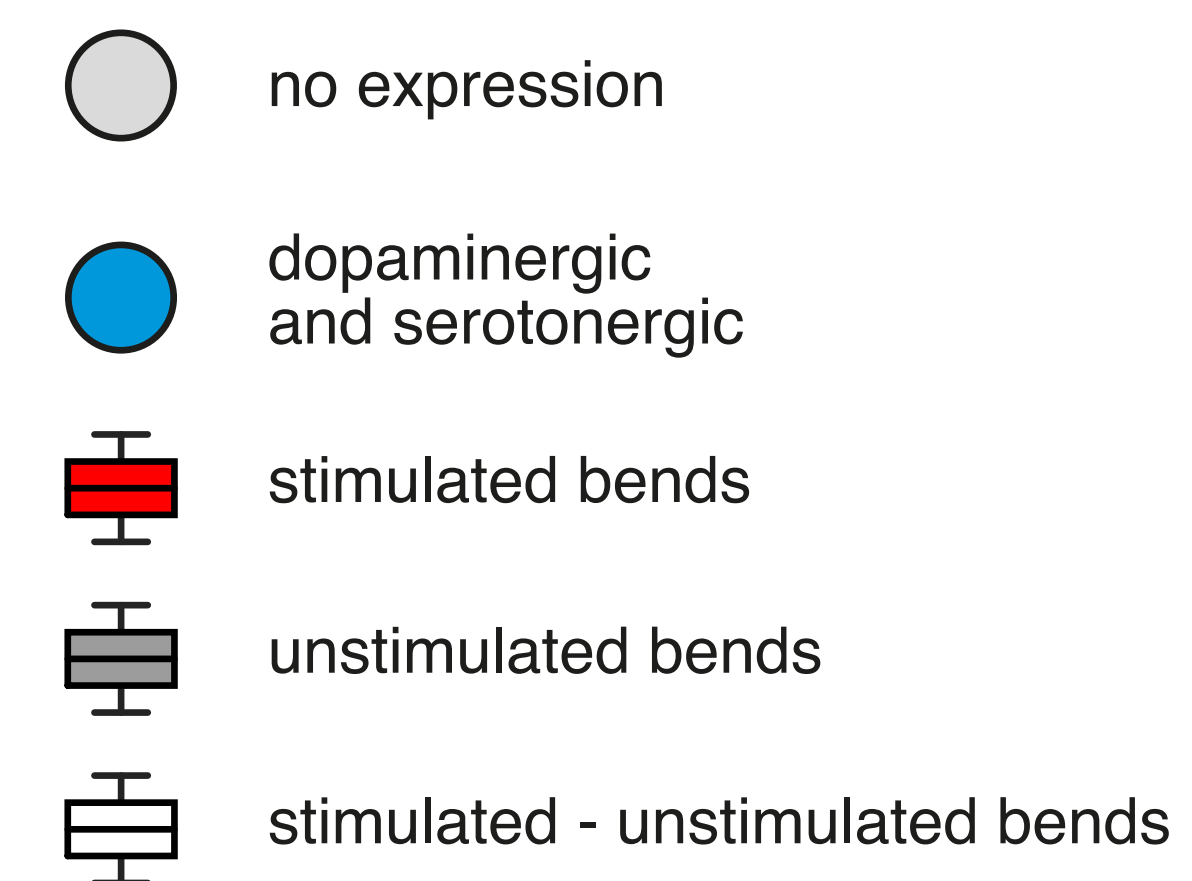 no expression
dopaminergic
and serotonergic
stimulated bends
unstimulated bends
stimulated - unstimulated bends